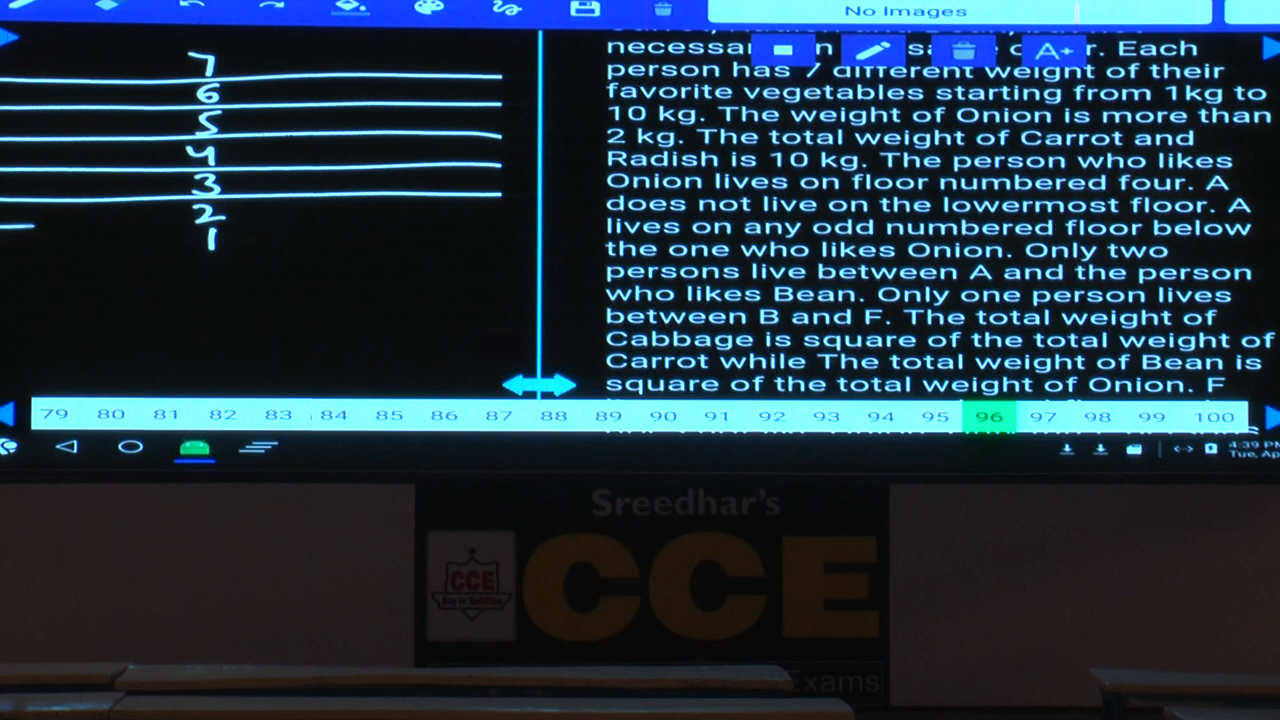 No Images
A+
7
6
5
4
3
2
1
person has 7 different weight of their
favorite vegetables starting from 1kg to
10 kg. The weight of Onion is more than
2 kg. The total weight of Carrot and
Radish is 10 kg. The person who likes
Onion lives on floor numbered four. A
does not live on the lowermost floor. A
lives on any odd numbered floor below
the one who likes Onion. Only two
persons live between A and the person
who likes Bean. Only one person lives
between B and F. The total weight of
Cabbage is square of the total weight of
Carrot while The total weight of Bean is
square of the total weight of Onion. F
79 80 81 82 83 84 85 86 87 88 89 90 91 92 93 94 95 96 97 98 99 100
4:39 PM
Sreedhar's
CCE
CCE
Exams